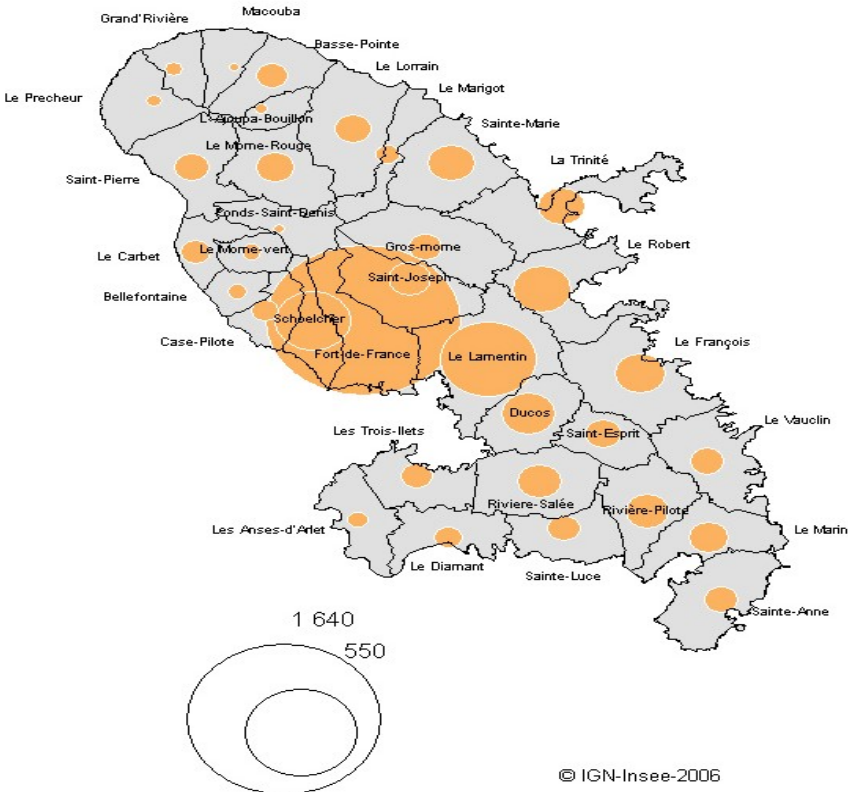 Macouba
Grand'Rivière
Basse-Pointe
Le Lorrain
Le Marigot
Le Precheur
L'Ajoupa-Bouillon
Sainte-Marie
Le Morne-Rouge
La Trinité
Saint-Pierre
Fonds-Saint-Denis
Le Robert
Le Carbet
Le Morne-vert
Gros-morne
Saint-Joseph
Bellefontaine
Schoelcher
Case-Pilote
Fort-de-France
Le Lamentin
Le François
Ducos
Le Vauclin
Les Trois-Ilets
Saint-Esprit
Riviere-Salée
Rivière-Pilote
Les Anses-d'Arlet
Le Marin
Le Diamant
Sainte-Luce
Sainte-Anne
1 640
550
© IGN-Insee-2006